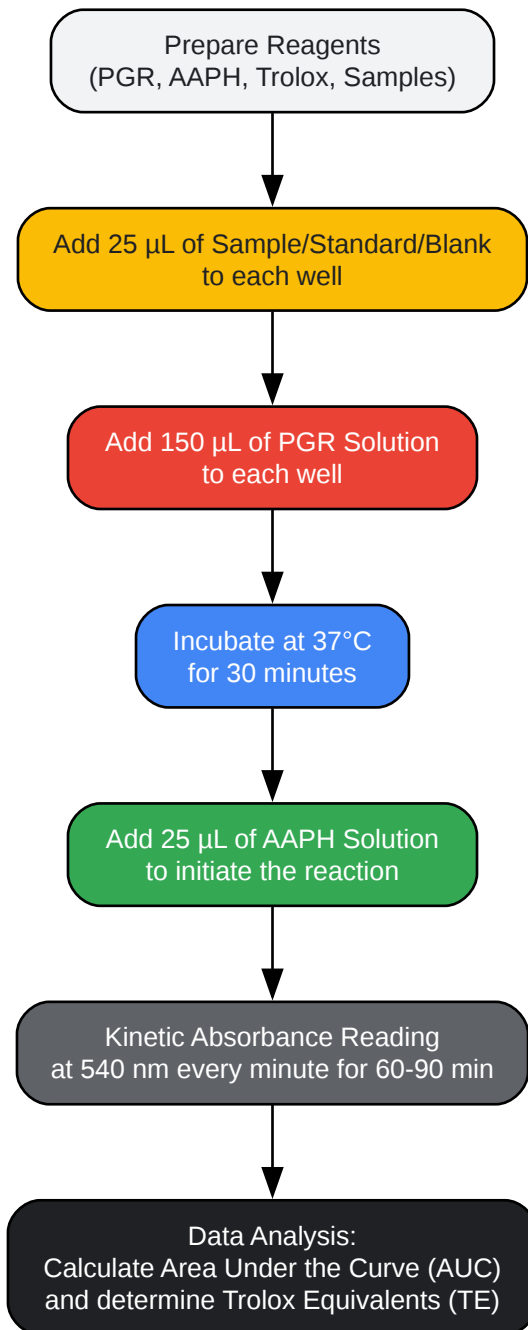 Prepare Reagents
(PGR, AAPH, Trolox, Samples)
Add 25 µL of Sample/Standard/Blank
to each well
Add 150 µL of PGR Solution
to each well
Incubate at 37°C
for 30 minutes
Add 25 µL of AAPH Solution
to initiate the reaction
Kinetic Absorbance Reading
at 540 nm every minute for 60-90 min
Data Analysis:
Calculate Area Under the Curve (AUC)
and determine Trolox Equivalents (TE)